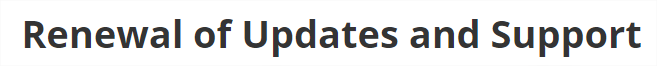 Renewal of Updates and Support